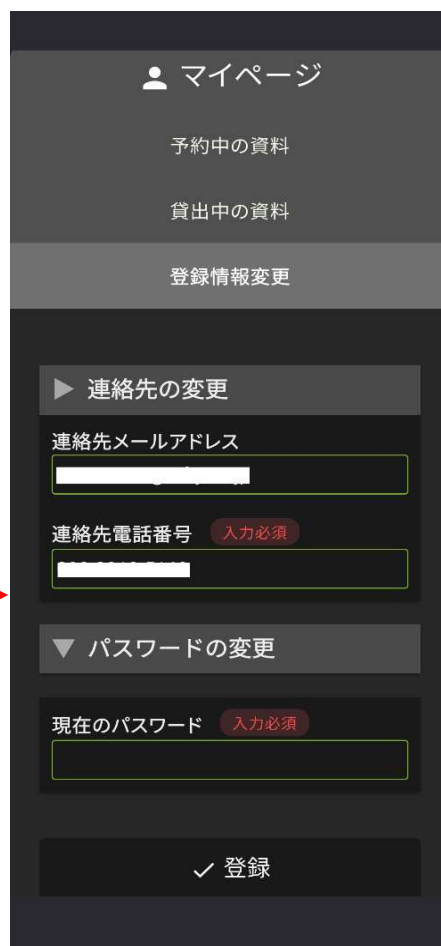 マイページ
予約中の資料
貸出中の資料
登録情報変更
▶ 連絡先の変更
連絡先メールアドレス
連絡先電話番号 入力必須
▼ パスワードの変更
現在のパスワード 入力必須
✓ 登録